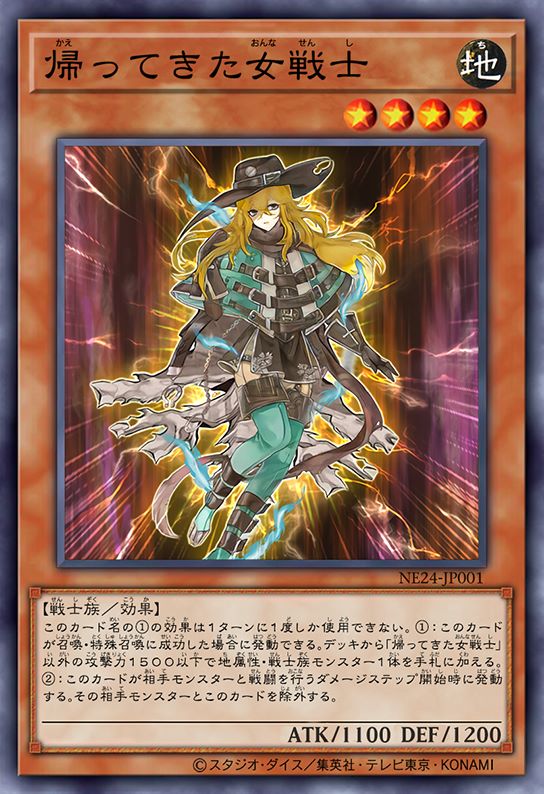 帰ってきた女戦士
地
NE24-JP001
【戦士族/効果】
このカード名の①の効果は1ターンに1度しか使用できない。①:このカード
が召喚・特殊召喚に成功した場合に発動できる。デッキから「帰ってきた女戦士」
以外の攻撃力1500以下で地属性・戦士族モンスター1体を手札に加える。
②:このカードが相手モンスターと戦闘を行うダメージステップ開始時に発動
する。その相手モンスターとこのカードを除外する。
ATK/1100 DEF/1200
©スタジオ・ダイス/集英社・テレビ東京・KONAMI